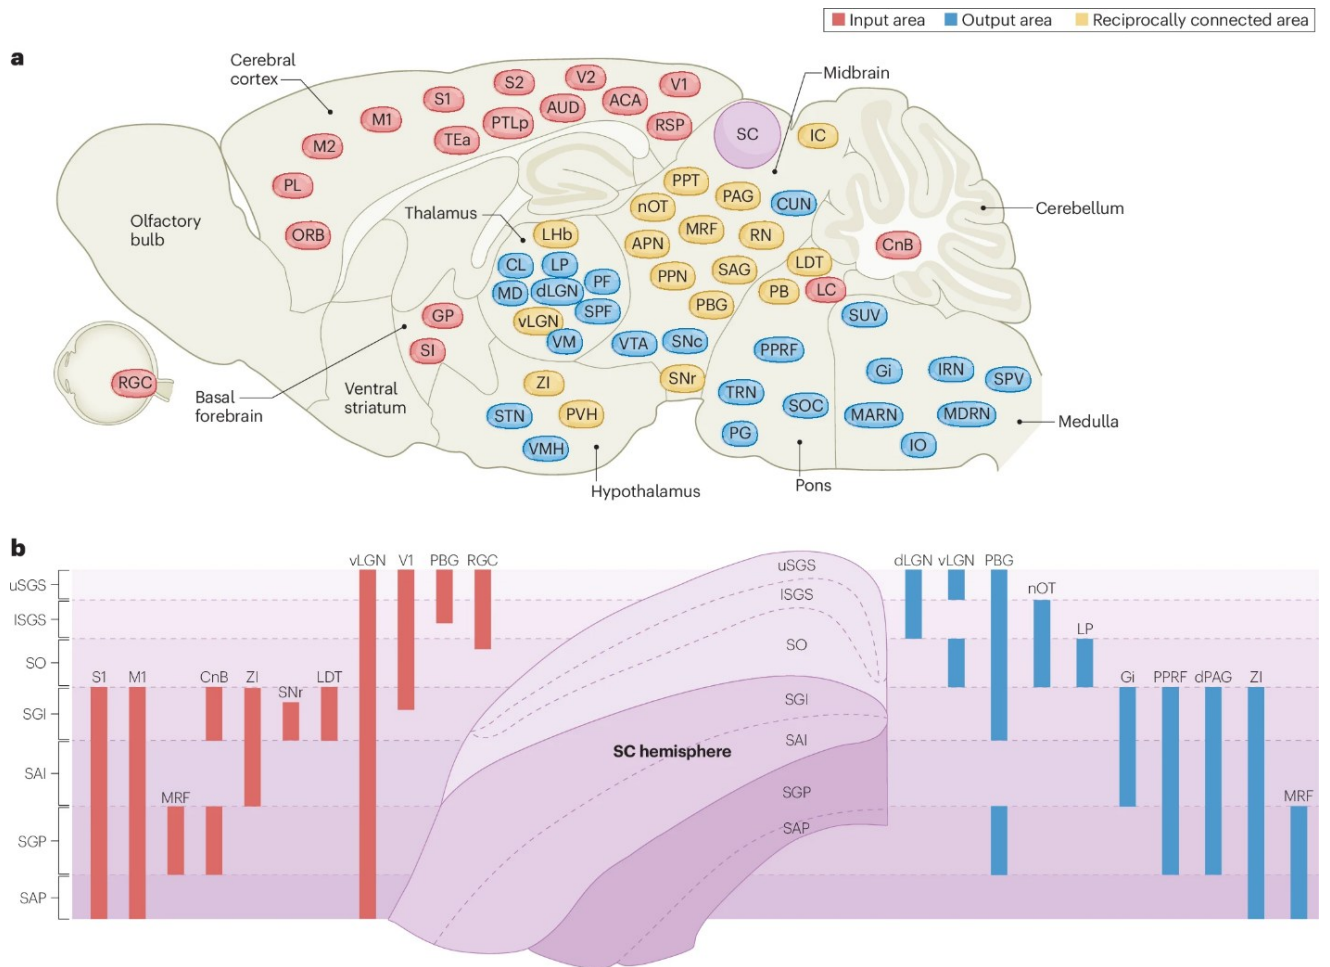 Input area
Output area
Reciprocally connected area
a
Cerebral
cortex
Midbrain
S2
V2
V1
S1
AUD
ACA
M1
PTLp
RSP
SC
IC
TEa
M2
PL
PPT
PAG
CUN
nOT
Thalamus
Cerebellum
Olfactory
bulb
ORB
LHb
APN
MRF
RN
CnB
CL
LP
PF
MD
dLGN
PPN
SAG
LDT
SPF
PBG
PB
LC
GP
vLGN
SUV
SI
VM
VTA
SNc
PPRF
RGC
ZI
SNr
Gi
IRN
SPV
Basal
forebrain
Ventral
striatum
STN
PVH
TRN
SOC
MARN
MDRN
Medulla
VMH
PG
IO
Hypothalamus
Pons
b
vLGN
V1
PBG
RGC
uSGS
dLGN
vLGN
PBG
uSGS
lSGS
nOT
lSGS
LP
SO
SO
S1
M1
CnB
ZI
SNr
LDT
Gi
PPRF
dPAG
ZI
SGI
SGI
SAI
SC hemisphere
SAI
MRF
SGP
MRF
SGP
SAP
SAP